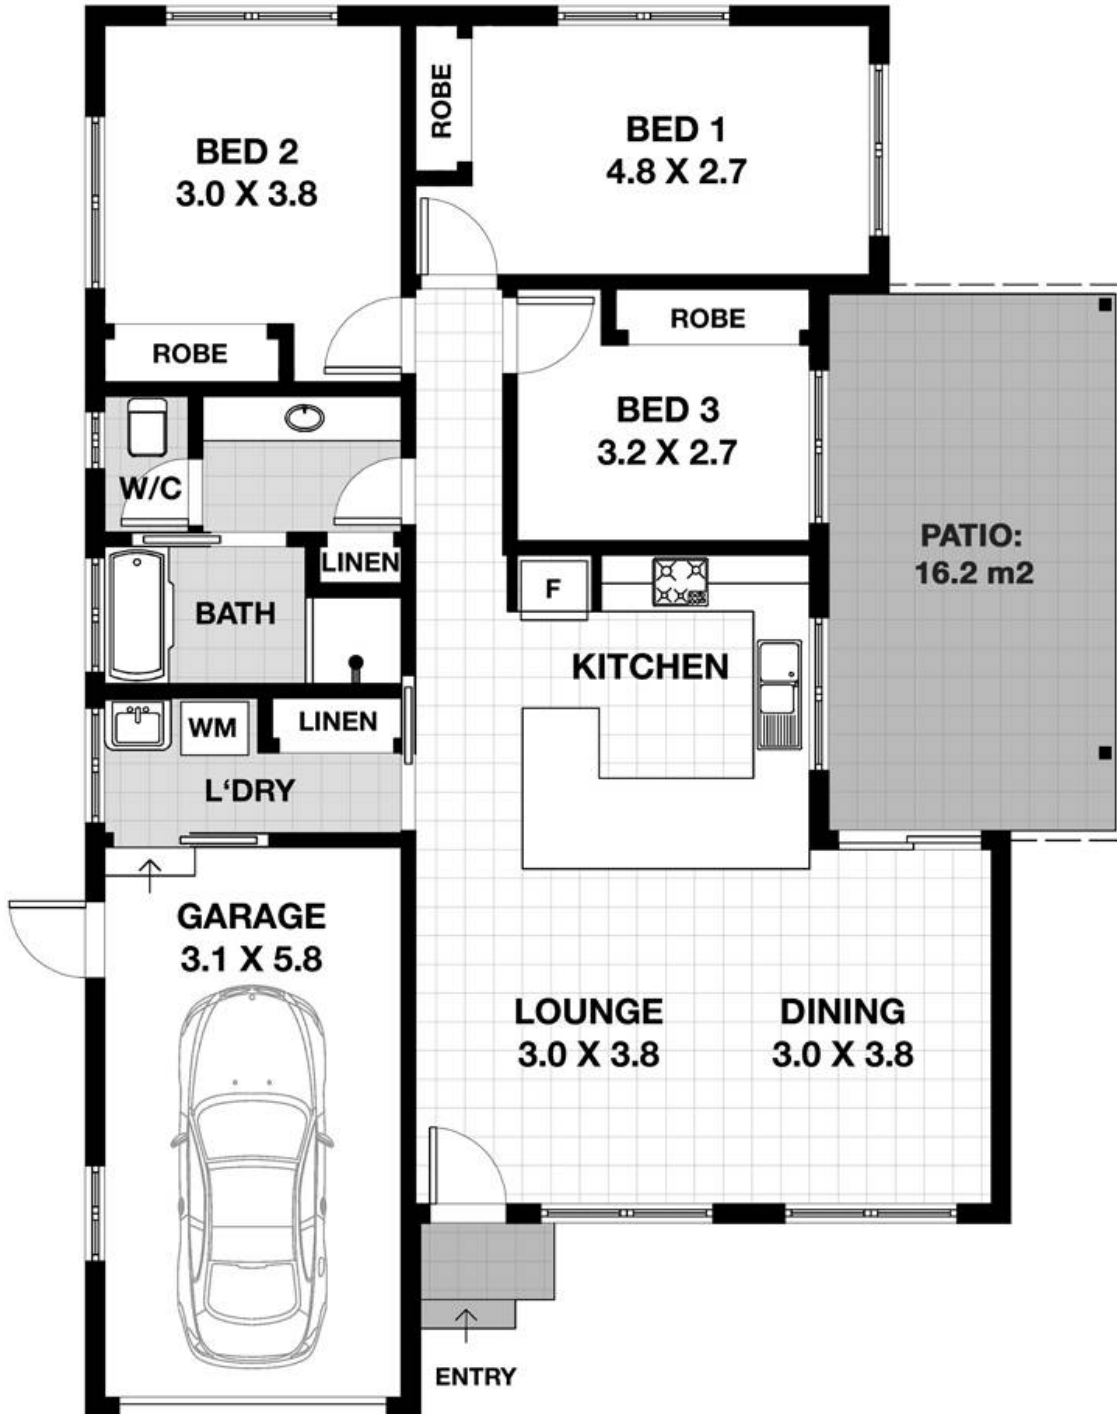 BED 2
3.0 X 3.8
ROBE
BED 1
4.8 X 2.7
ROBE
ROBE
BED 3
3.2 X 2.7
W/C
LINEN
BATH
F
KITCHEN
PATIO:
16.2 m2
WM
LINEN
L‘DRY
GARAGE
3.1 X 5.8
LOUNGE
3.0 X 3.8
DINING
3.0 X 3.8
ENTRY